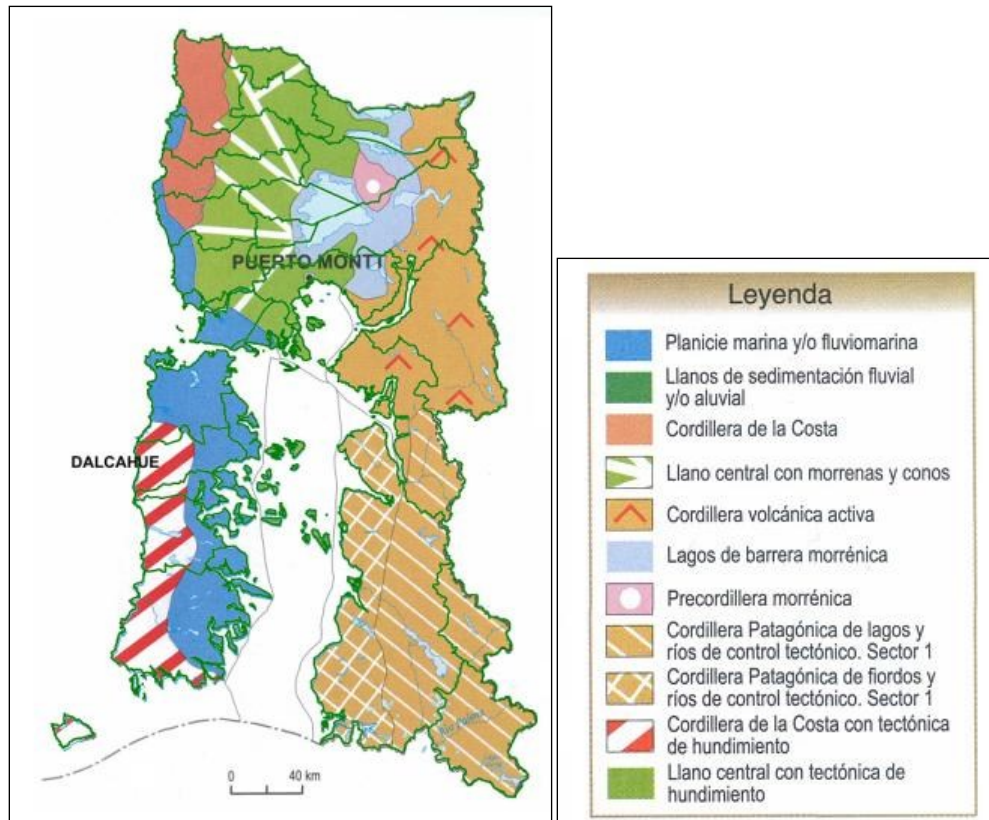 PUERTO MONTT
DALCAHUE
0 40 km
Leyenda
Planicie marina y/o fluviomarina
Llanos de sedimentación fluvial
y/o aluvial
Cordillera de la Costa
Llano central con morrenas y conos
Cordillera volcánica activa
Lagos de barrera morrénica
Precordillera morrénica
Cordillera Patagónica de lagos y
ríos de control tectónico. Sector 1
Cordillera Patagónica de fiordos y
ríos de control tectónico. Sector 1
Cordillera de la Costa con tectónica
de hundimiento
Llano central con tectónica de
hundimiento